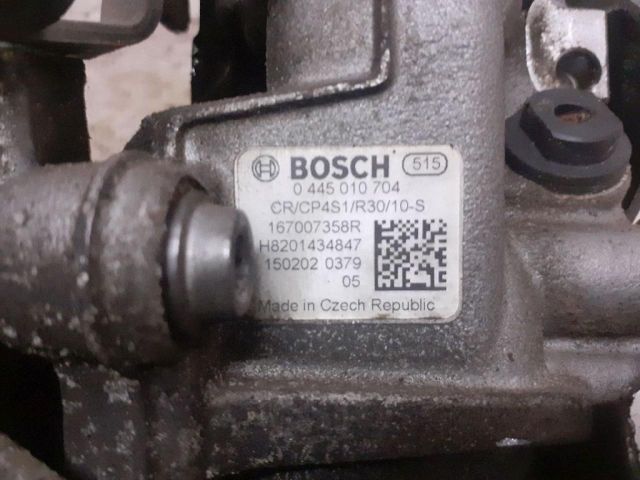 BOSCH 515
0 445 010 704
CR/CP4S1/R30/10-S
167007358R
H8201434847
150202 0379
05
Made in Czech Republic